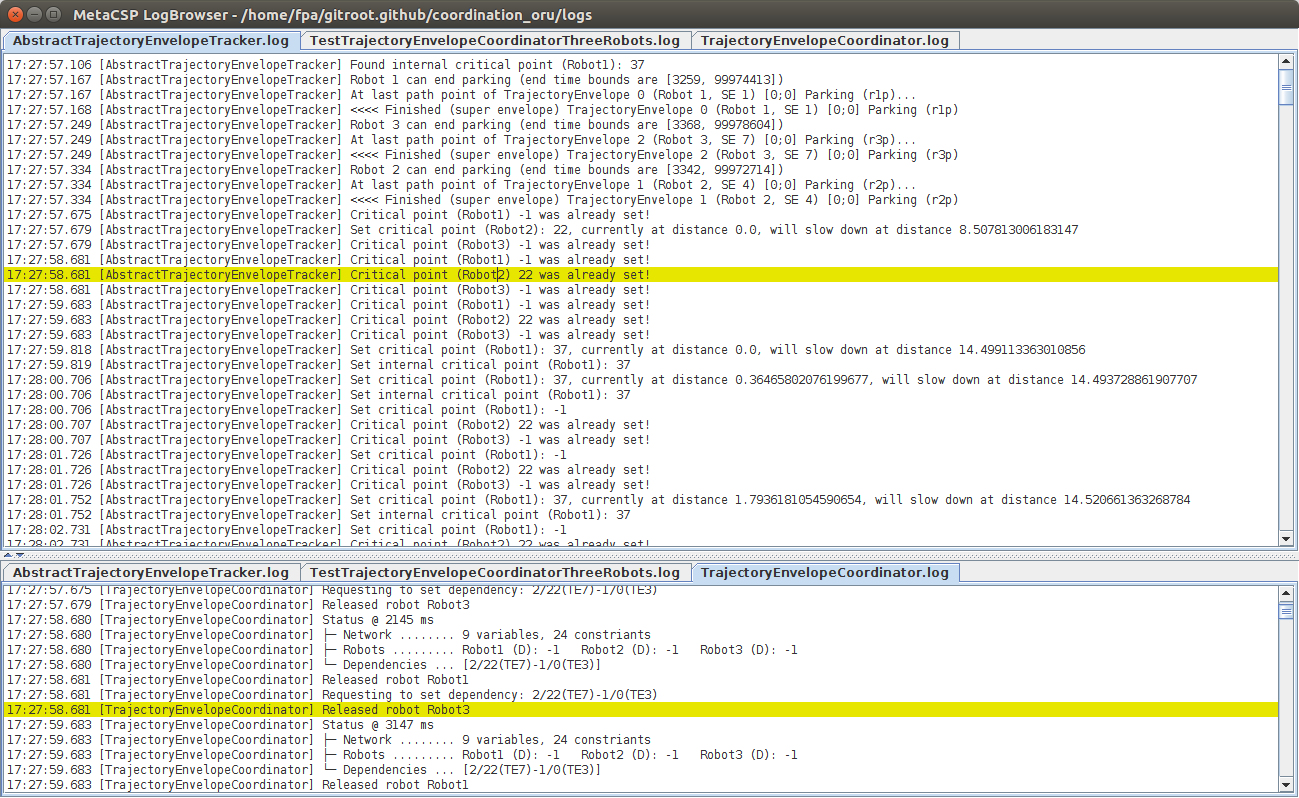 MetaCSP LogBrowser - /home/fpa/gitroot.github/coordination_oru/logs
AbstractTrajectoryEnvelopeTracker.log TestTrajectoryEnvelopeCoordinatorThreeRobots.log TrajectoryEnvelopeCoordinator.log
17:27:57.106 [AbstractTrajectoryEnvelopeTracker] Found internal critical point (Robot1): 37
17:27:57.167 [AbstractTrajectoryEnvelopeTracker] Robot 1 can end parking (end time bounds are [3259, 99974413])
17:27:57.167 [AbstractTrajectoryEnvelopeTracker] At last path point of TrajectoryEnvelope 0 (Robot 1, SE 1) [0;0] Parking (r1p)...
17:27:57.168 [AbstractTrajectoryEnvelopeTracker] <<<< Finished (super envelope) TrajectoryEnvelope 0 (Robot 1, SE 1) [0;0] Parking (r1p)
17:27:57.249 [AbstractTrajectoryEnvelopeTracker] Robot 3 can end parking (end time bounds are [3368, 99978604])
17:27:57.249 [AbstractTrajectoryEnvelopeTracker] At last path point of TrajectoryEnvelope 2 (Robot 3, SE 7) [0;0] Parking (r3p)...
17:27:57.249 [AbstractTrajectoryEnvelopeTracker] <<<< Finished (super envelope) TrajectoryEnvelope 2 (Robot 3, SE 7) [0;0] Parking (r3p)
17:27:57.334 [AbstractTrajectoryEnvelopeTracker] Robot 2 can end parking (end time bounds are [3342, 99972714])
17:27:57.334 [AbstractTrajectoryEnvelopeTracker] At last path point of TrajectoryEnvelope 1 (Robot 2, SE 4) [0;0] Parking (r2p)...
17:27:57.334 [AbstractTrajectoryEnvelopeTracker] <<<< Finished (super envelope) TrajectoryEnvelope 1 (Robot 2, SE 4) [0;0] Parking (r2p)
17:27:57.675 [AbstractTrajectoryEnvelopeTracker] Critical point (Robot1) -1 was already set!
17:27:57.679 [AbstractTrajectoryEnvelopeTracker] Set critical point (Robot2): 22, currently at distance 0.0, will slow down at distance 8.507813006183147
17:27:57.679 [AbstractTrajectoryEnvelopeTracker] Critical point (Robot3) -1 was already set!
17:27:58.681 [AbstractTrajectoryEnvelopeTracker] Critical point (Robot1) -1 was already set!
17:27:58.681 [AbstractTrajectoryEnvelopeTracker] Critical point (Robot2) 22 was already set!
17:27:58.681 [AbstractTrajectoryEnvelopeTracker] Critical point (Robot3) -1 was already set!
17:27:59.683 [AbstractTrajectoryEnvelopeTracker] Critical point (Robot1) -1 was already set!
17:27:59.683 [AbstractTrajectoryEnvelopeTracker] Critical point (Robot2) 22 was already set!
17:27:59.683 [AbstractTrajectoryEnvelopeTracker] Critical point (Robot3) -1 was already set!
17:27:59.818 [AbstractTrajectoryEnvelopeTracker] Set critical point (Robot1): 37, currently at distance 0.0, will slow down at distance 14.499113363010856
17:27:59.819 [AbstractTrajectoryEnvelopeTracker] Set internal critical point (Robot1): 37
17:28:00.706 [AbstractTrajectoryEnvelopeTracker] Set critical point (Robot1): 37, currently at distance 0.36465802076199677, will slow down at distance 14.493728861907707
17:28:00.706 [AbstractTrajectoryEnvelopeTracker] Set internal critical point (Robot1): 37
17:28:00.706 [AbstractTrajectoryEnvelopeTracker] Set critical point (Robot1): -1
17:28:00.707 [AbstractTrajectoryEnvelopeTracker] Critical point (Robot2) 22 was already set!
17:28:00.707 [AbstractTrajectoryEnvelopeTracker] Critical point (Robot3) -1 was already set!
17:28:01.726 [AbstractTrajectoryEnvelopeTracker] Set critical point (Robot1): -1
17:28:01.726 [AbstractTrajectoryEnvelopeTracker] Critical point (Robot2) 22 was already set!
17:28:01.726 [AbstractTrajectoryEnvelopeTracker] Critical point (Robot3) -1 was already set!
17:28:01.752 [AbstractTrajectoryEnvelopeTracker] Set critical point (Robot1): 37, currently at distance 1.7936181054590654, will slow down at distance 14.520661363268784
17:28:01.752 [AbstractTrajectoryEnvelopeTracker] Set internal critical point (Robot1): 37
17:28:02.731 [AbstractTrajectoryEnvelopeTracker] Set critical point (Robot1): -1
17:28:02.731 [AbstractTrajectoryEnvelopeTracker] Critical point (Robot2) 22 was already set!
AbstractTrajectoryEnvelopeTracker.log TestTrajectoryEnvelopeCoordinatorThreeRobots.log TrajectoryEnvelopeCoordinator.log
17:27:57.675 [TrajectoryEnvelopeCoordinator] Requesting to set dependency: 2/22(TE7)-1/0(TE3)
17:27:57.679 [TrajectoryEnvelopeCoordinator] Released robot Robot3
17:27:58.680 [TrajectoryEnvelopeCoordinator] Status @ 2145 ms
17:27:58.680 [TrajectoryEnvelopeCoordinator] ├─ Network ........ 9 variables, 24 constriants
17:27:58.680 [TrajectoryEnvelopeCoordinator] ├─ Robots ......... Robot1 (D): -1   Robot2 (D): -1   Robot3 (D): -1
17:27:58.680 [TrajectoryEnvelopeCoordinator] └─ Dependencies ... [2/22(TE7)-1/0(TE3)]
17:27:58.681 [TrajectoryEnvelopeCoordinator] Released robot Robot1
17:27:58.681 [TrajectoryEnvelopeCoordinator] Requesting to set dependency: 2/22(TE7)-1/0(TE3)
17:27:58.681 [TrajectoryEnvelopeCoordinator] Released robot Robot3
17:27:59.683 [TrajectoryEnvelopeCoordinator] Status @ 3147 ms
17:27:59.683 [TrajectoryEnvelopeCoordinator] ├─ Network ........ 9 variables, 24 constriants
17:27:59.683 [TrajectoryEnvelopeCoordinator] ├─ Robots ......... Robot1 (D): -1   Robot2 (D): -1   Robot3 (D): -1
17:27:59.683 [TrajectoryEnvelopeCoordinator] └─ Dependencies ... [2/22(TE7)-1/0(TE3)]
17:27:59.683 [TrajectoryEnvelopeCoordinator] Released robot Robot1